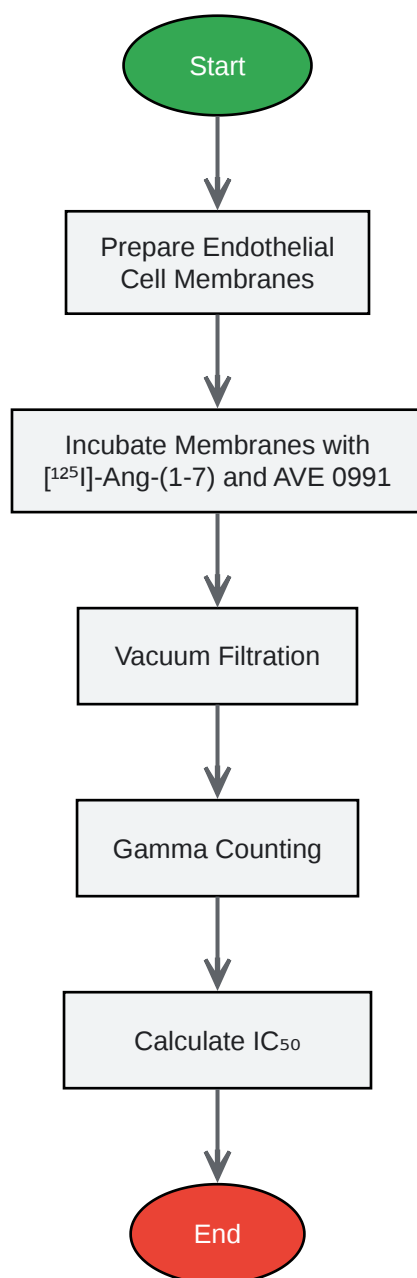 Start
Prepare Endothelial
Cell Membranes
Incubate Membranes with
[¹²⁵I]-Ang-(1-7) and AVE 0991
Vacuum Filtration
Gamma Counting
Calculate IC₅₀
End